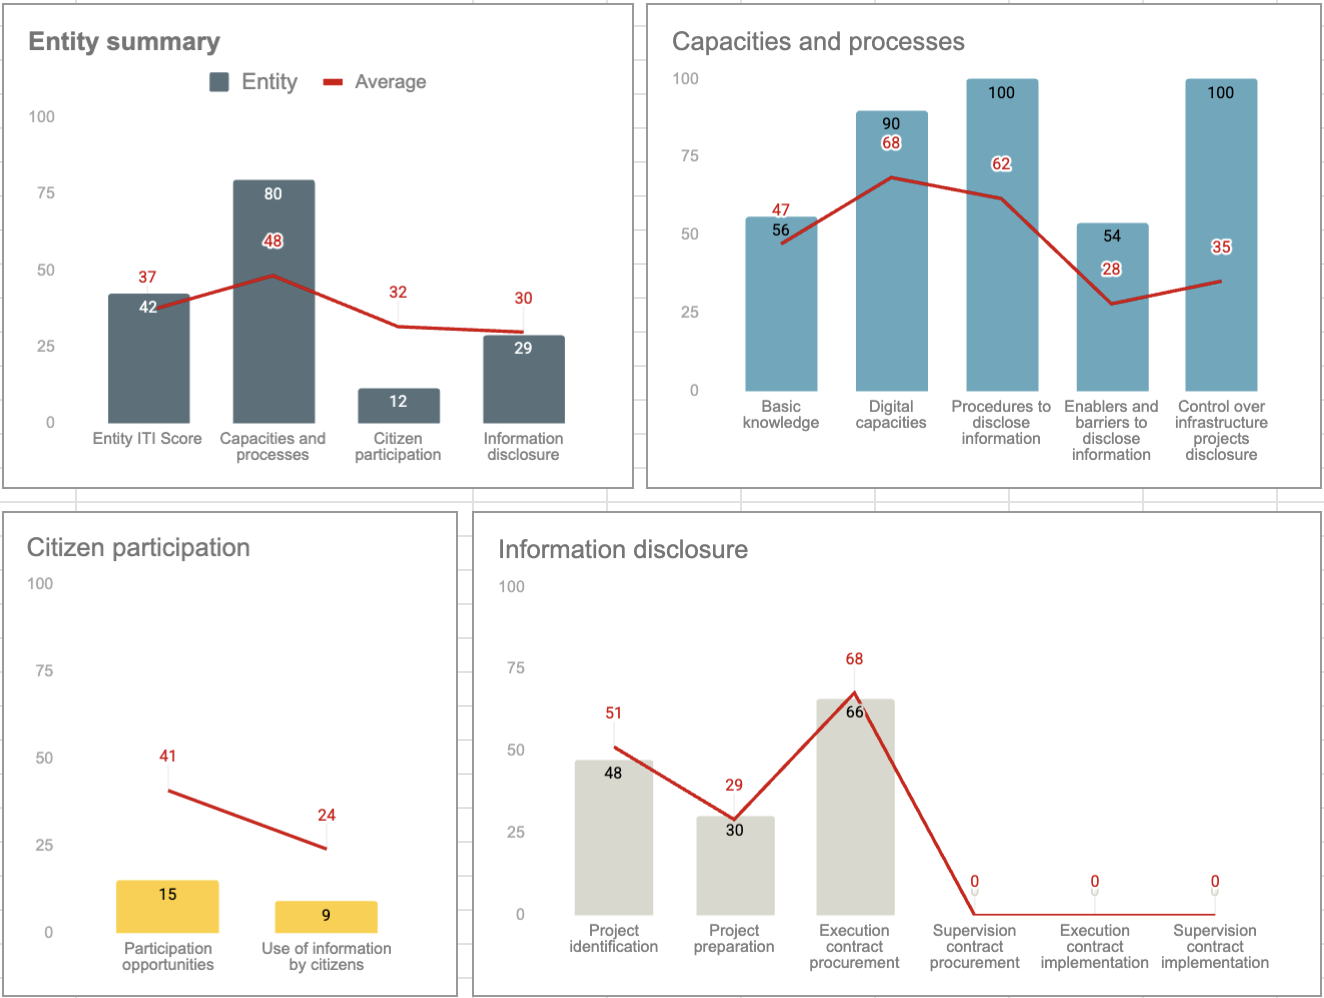 Entity summary
Entity
Average
100
75
50
25
0
37
42
80
48
32
12
30
29
Entity ITI Score
Capacities and
processes
Citizen
participation
Information
disclosure
Capacities and processes
100
75
50
25
0
47
56
90
68
100
62
54
28
100
35
Basic
knowledge
Digital
capacities
Procedures to
disclose
information
Enablers and
barriers to
disclose
information
Control over
infrastructure
projects
disclosure
Citizen participation
100
75
50
25
0
41
15
24
9
Participation
opportunities
Use of information
by citizens
Information disclosure
100
75
50
25
0
51
48
29
30
68
66
0
0
0
0
0
0
Project
identification
Project
preparation
Execution
contract
procurement
Supervision
contract
procurement
Execution
contract
implementation
Supervision
contract
implementation